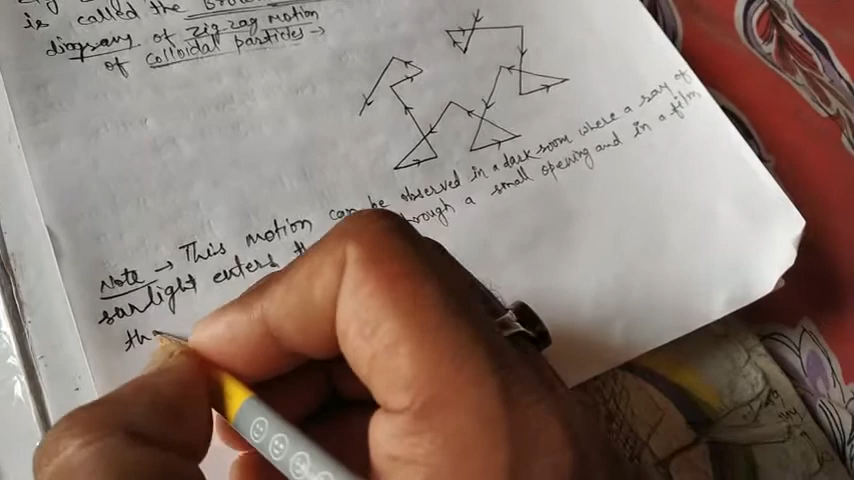 is called the Brown
diagram of zig-zag motion
of colloidal particles →
Note → This motion can be observed in a dark room where a ray of
sunlight enters through a small opening and in a film